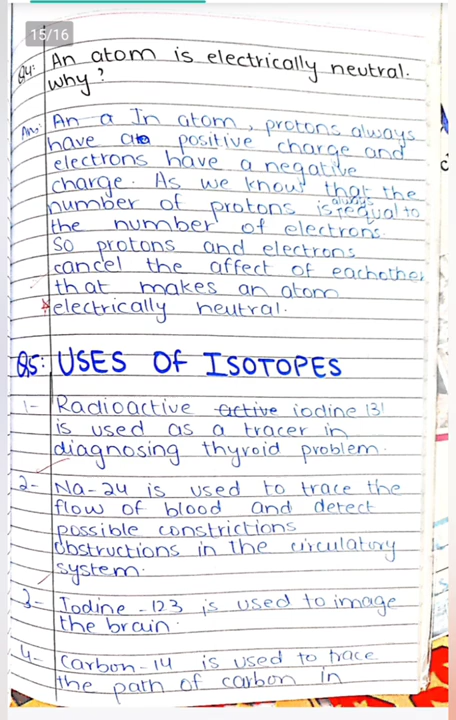 15/16
Q4: An atom is electrically neutral.
why?
Ans: An a In atom, protons always
have a positive charge and
electrons have a negative
charge. As we know that the
always
number of protons is equal to
the number of electrons.
So protons and electrons
cancel the affect of eachother
that makes an atom
electrically neutral.
Q5: USES OF ISOTOPES
1- Radioactive active iodine 131
is used as a tracer in
diagnosing thyroid problem.
2- Na-24 is used to trace the
flow of blood and detect
possible constrictions
obstructions in the circulatory
system.
3- Iodine-123 is used to image
the brain.
4- Carbon-14 is used to trace
the path of carbon in